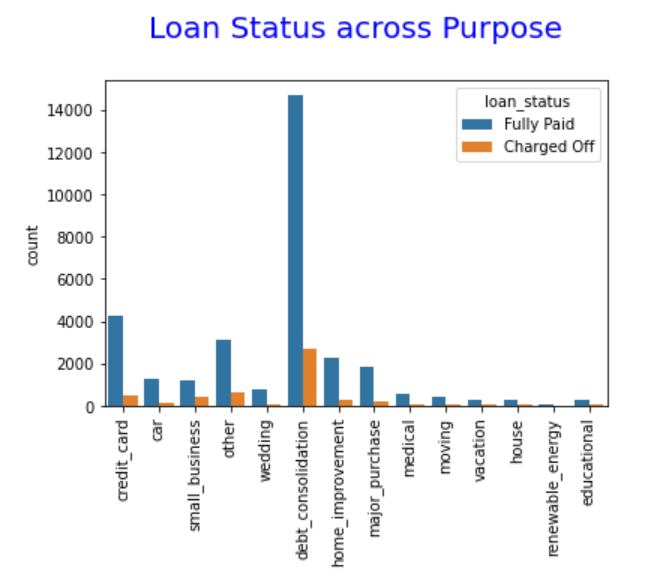 Loan Status across Purpose
loan_status
Fully Paid
Charged Off
count
14000
12000
10000
8000
6000
4000
2000
0
credit_card
car
small_business
other
wedding
debt_consolidation
home_improvement
major_purchase
medical
moving
vacation
house
renewable_energy
educational